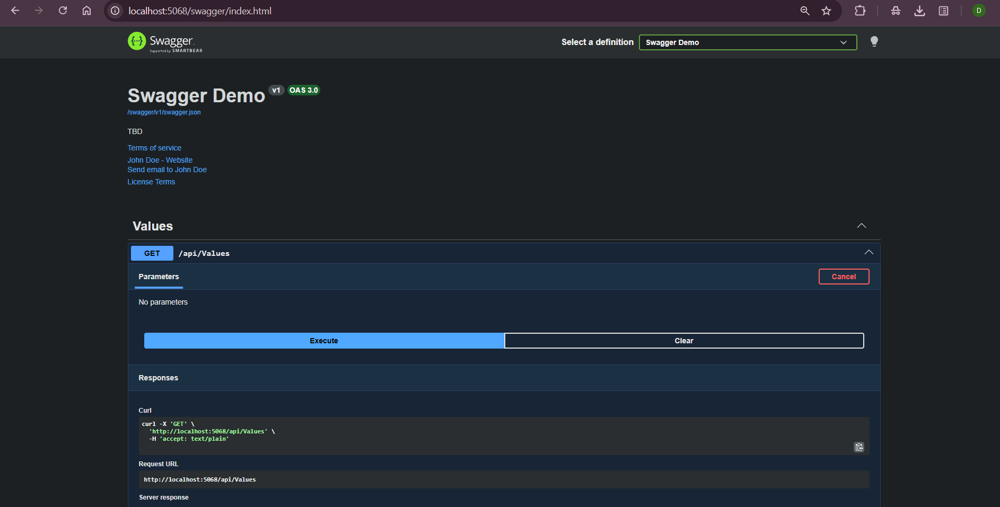 localhost:5068/swagger/index.html
D
Swagger
Supported by SMARTBEAR
Select a definition
Swagger Demo
Swagger Demo v1 OAS 3.0
/swagger/v1/swagger.json
TBD
Terms of service
John Doe - Website
Send email to John Doe
License Terms
Values
GET /api/Values
Parameters
Cancel
No parameters
Execute
Clear
Responses
Curl
curl -X 'GET' \
'http://localhost:5068/api/Values' \
-H 'accept: text/plain'
Request URL
http://localhost:5068/api/Values
Server response